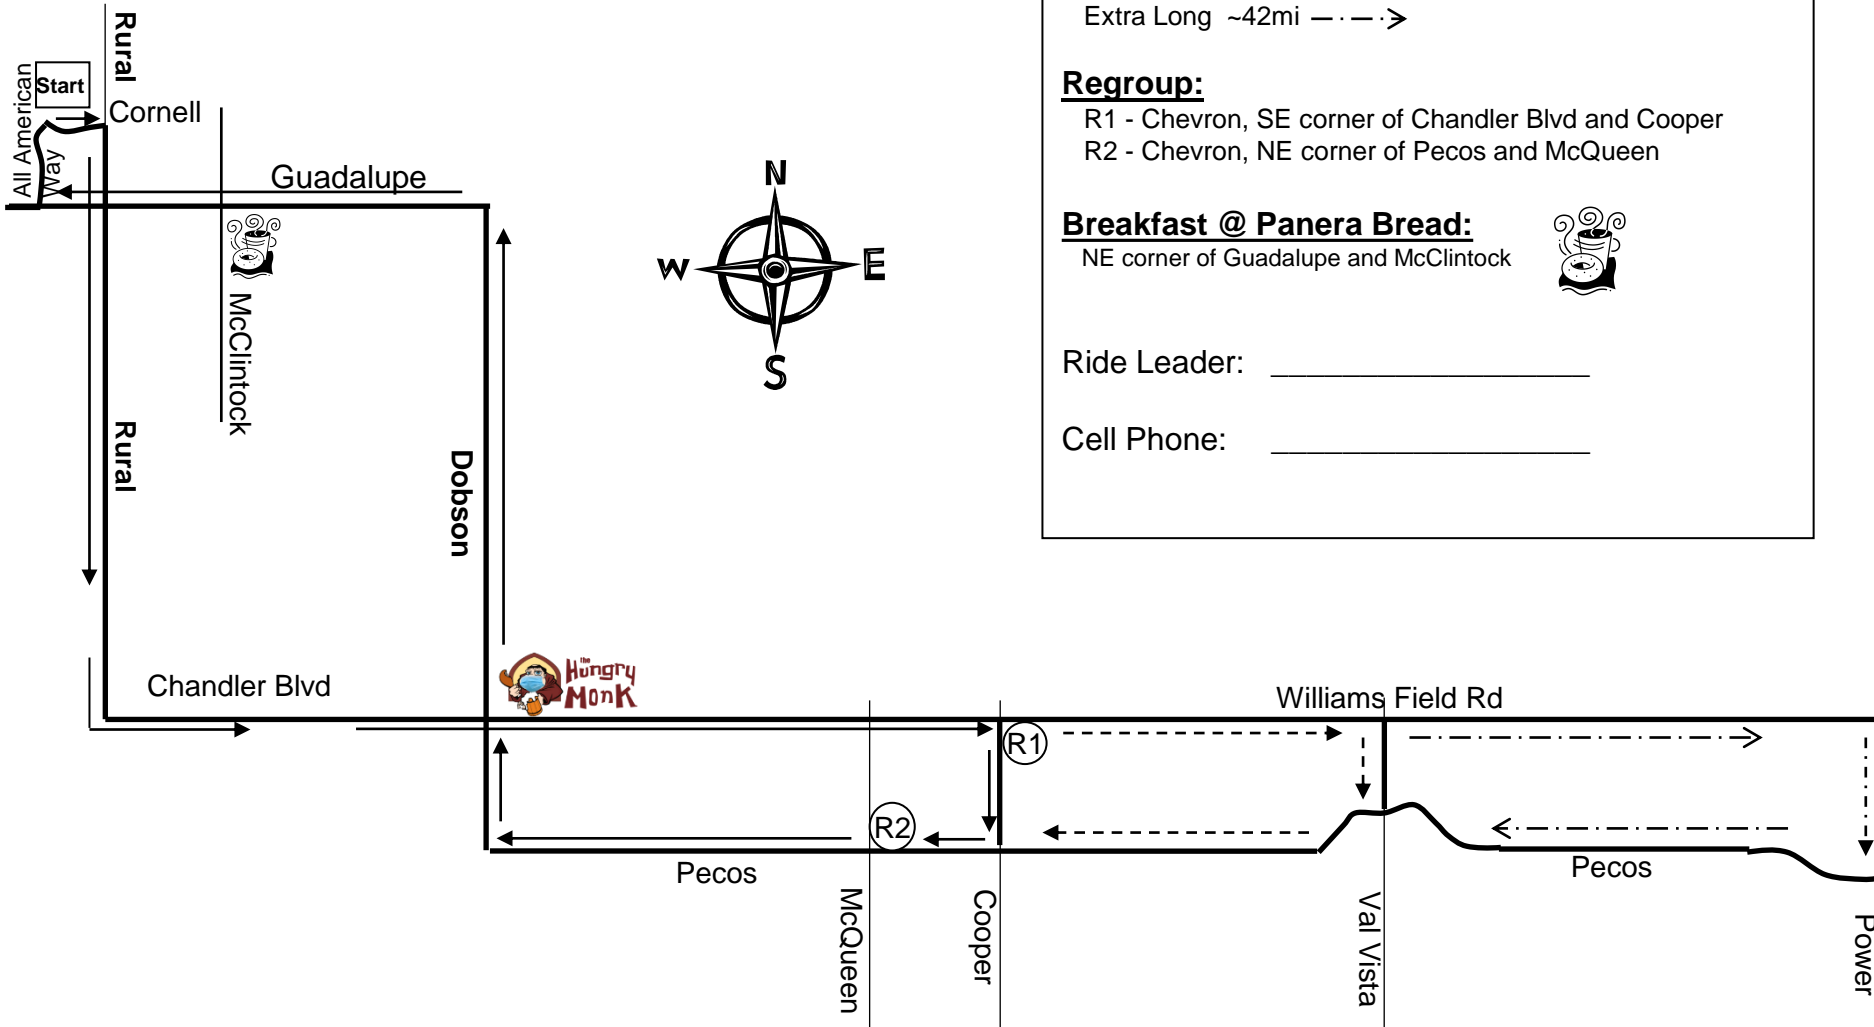 Extra Long ~42mi
Regroup:
R1 - Chevron, SE corner of Chandler Blvd and Cooper
R2 - Chevron, NE corner of Pecos and McQueen
Breakfast @ Panera Bread:
NE corner of Guadalupe and McClintock
Ride Leader: ___________________
Cell Phone: ___________________
Rural
Start
All American
Way
Cornell
Guadalupe
McClintock
N
W
E
S
Rural
Dobson
The
Hungry
Monk
Chandler Blvd
Williams Field Rd
R1
R2
Pecos
Pecos
McQueen
Cooper
Val Vista
Power